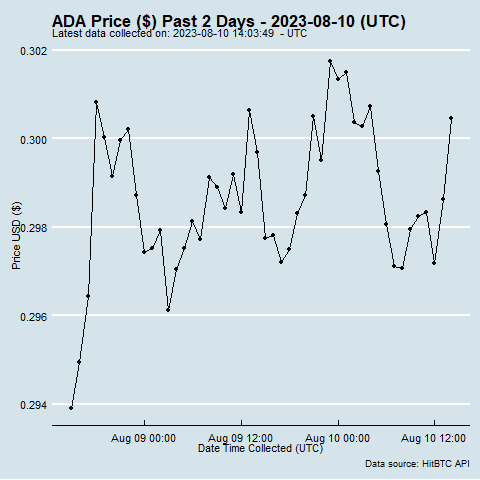 ADA Price ($) Past 2 Days - 2023-08-10 (UTC)
Latest data collected on: 2023-08-10 14:03:49 - UTC
0.302
0.300
0.298
0.296
0.294
Price USD ($)
Aug 09 00:00 Aug 09 12:00 Aug 10 00:00 Aug 10 12:00
Date Time Collected (UTC)
Data source: HitBTC API